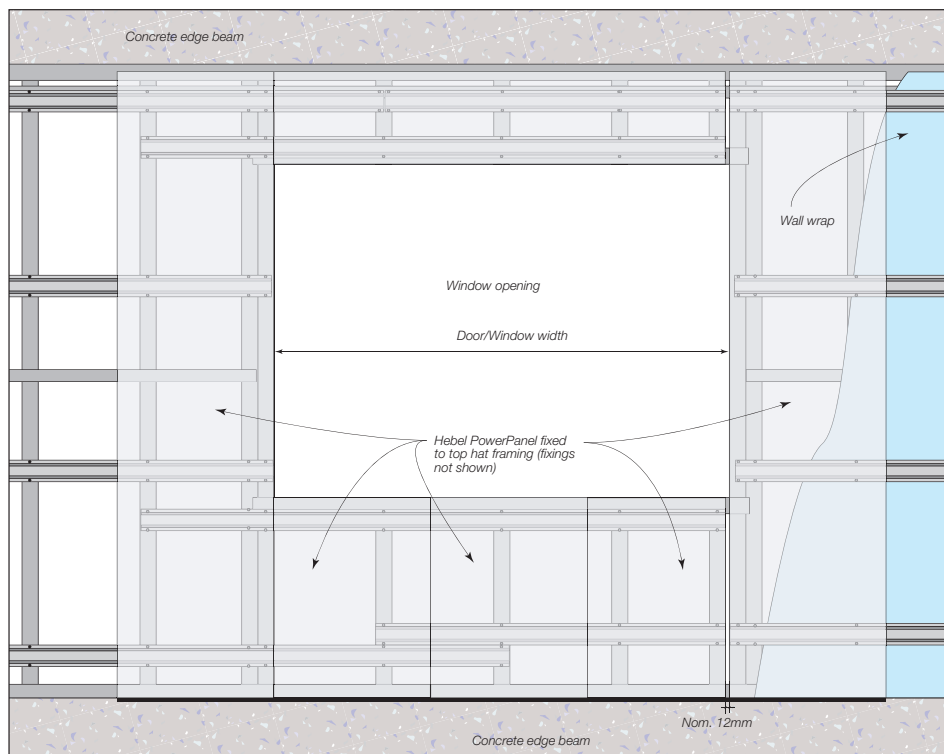 Concrete edge beam
Wall wrap
Window opening
Door/Window width
Hebel PowerPanel fixed
to top hat framing (fixings
not shown)
Nom. 12mm
Concrete edge beam